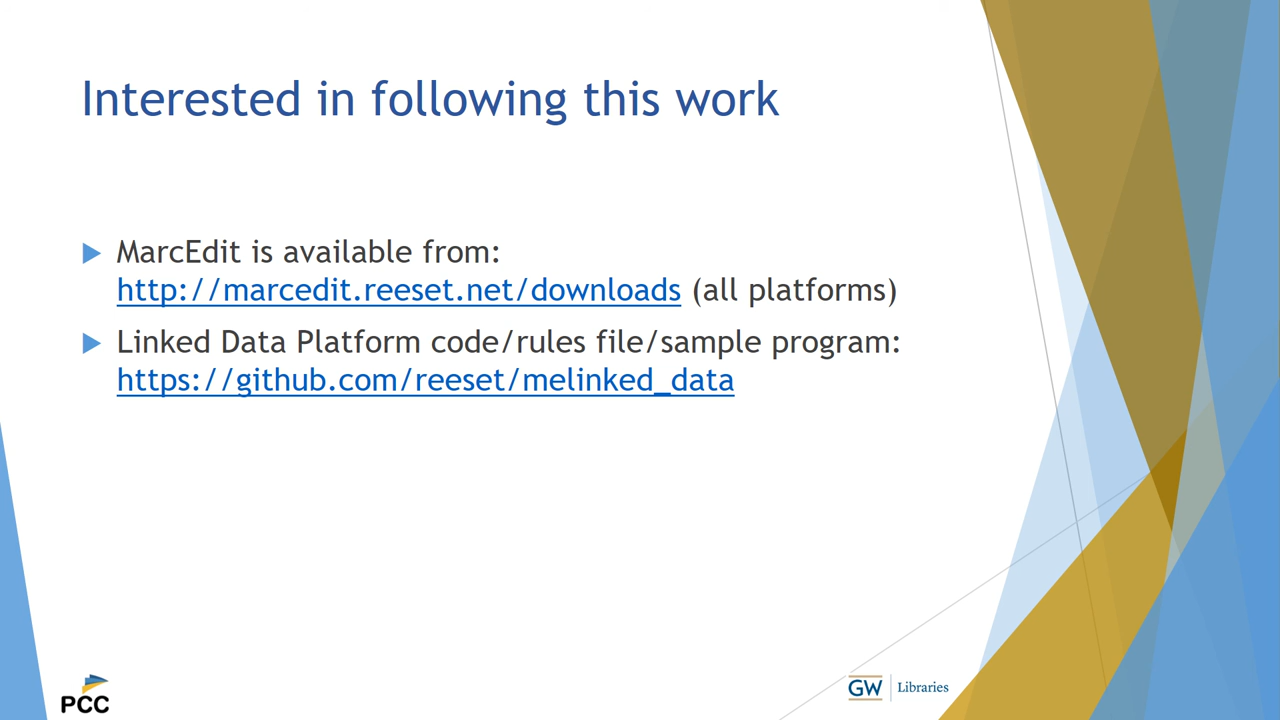 Interested in following this work
MarcEdit is available from:
http://marcedit.reeset.net/downloads (all platforms)
Linked Data Platform code/rules file/sample program:
https://github.com/reeset/melinked_data
PCC
GW Libraries